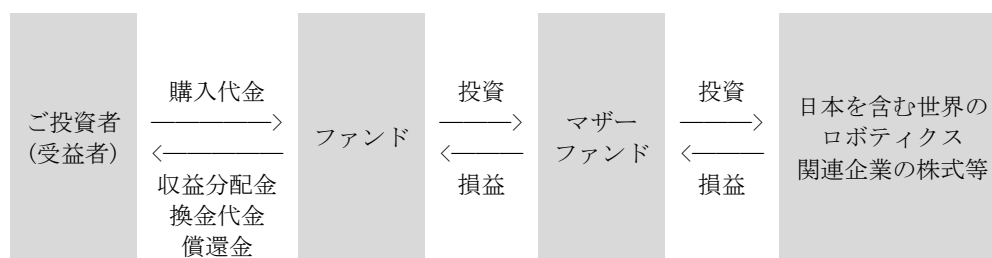 ご投資者
(受益者)
購入代金
収益分配金
換金代金
償還金
ファンド
投資
損益
マザー
ファンド
投資
損益
日本を含む世界の
ロボティクス
関連企業の株式等